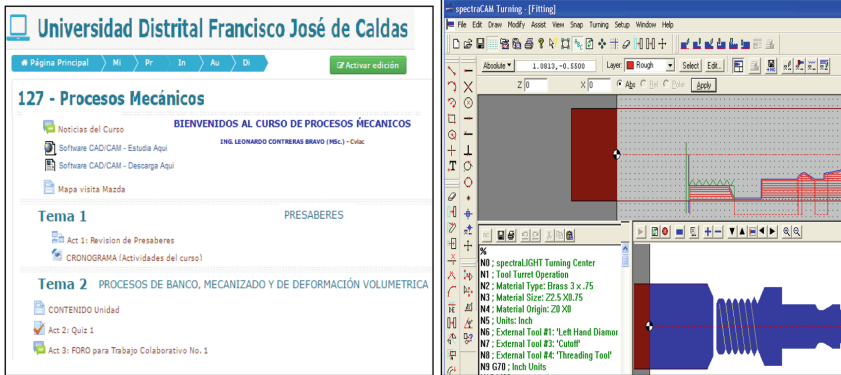 Universidad Distrital Francisco José de Caldas
Página Principal Mi Pr In Au Di
Activar edición
127 - Procesos Mecánicos
Noticias del Curso
BIENVENIDOS AL CURSO DE PROCESOS MECANICOS
Software CAD/CAM - Estudia Aqui
ING. LEONARDO CONTRERAS BRAVO (MSc.) - Cvlac
Software CAD/CAM - Descarga Aqui
Mapa visita Mazda
Tema 1 PRESABERES
Act 1: Revision de Presaberes
CRONOGRAMA (Actividades del curso)
Tema 2 PROCESOS DE BANCO, MECANIZADO Y DE DEFORMACIÓN VOLUMETRICA
CONTENIDO Unidad
Act 2: Quiz 1
Act 3: FORO para Trabajo Colaborativo No. 1
spectraCAM Turning - [Fitting]
File Edit Draw Modify Assist View Snap Turning Setup Window Help
Absolute 1.0813,-0.5500 Layer: Rough Select Edit..
Z 0 X 0 Abs Rel Polar Apply
%
N0 ; spectraLIGHT Turning Center
N1 ; Tool Turret Operation
N2 ; Material Type: Brass 3 x .75
N3 ; Material Size: Z2.5 X0.75
N4 ; Material Origin: Z0 X0
N5 ; Units: Inch
N6 ; External Tool #1: 'Left Hand Diamor
N7 ; External Tool #3: 'Cutoff'
N8 ; External Tool #4: 'Threading Tool'
N9 G70 ; Inch Units